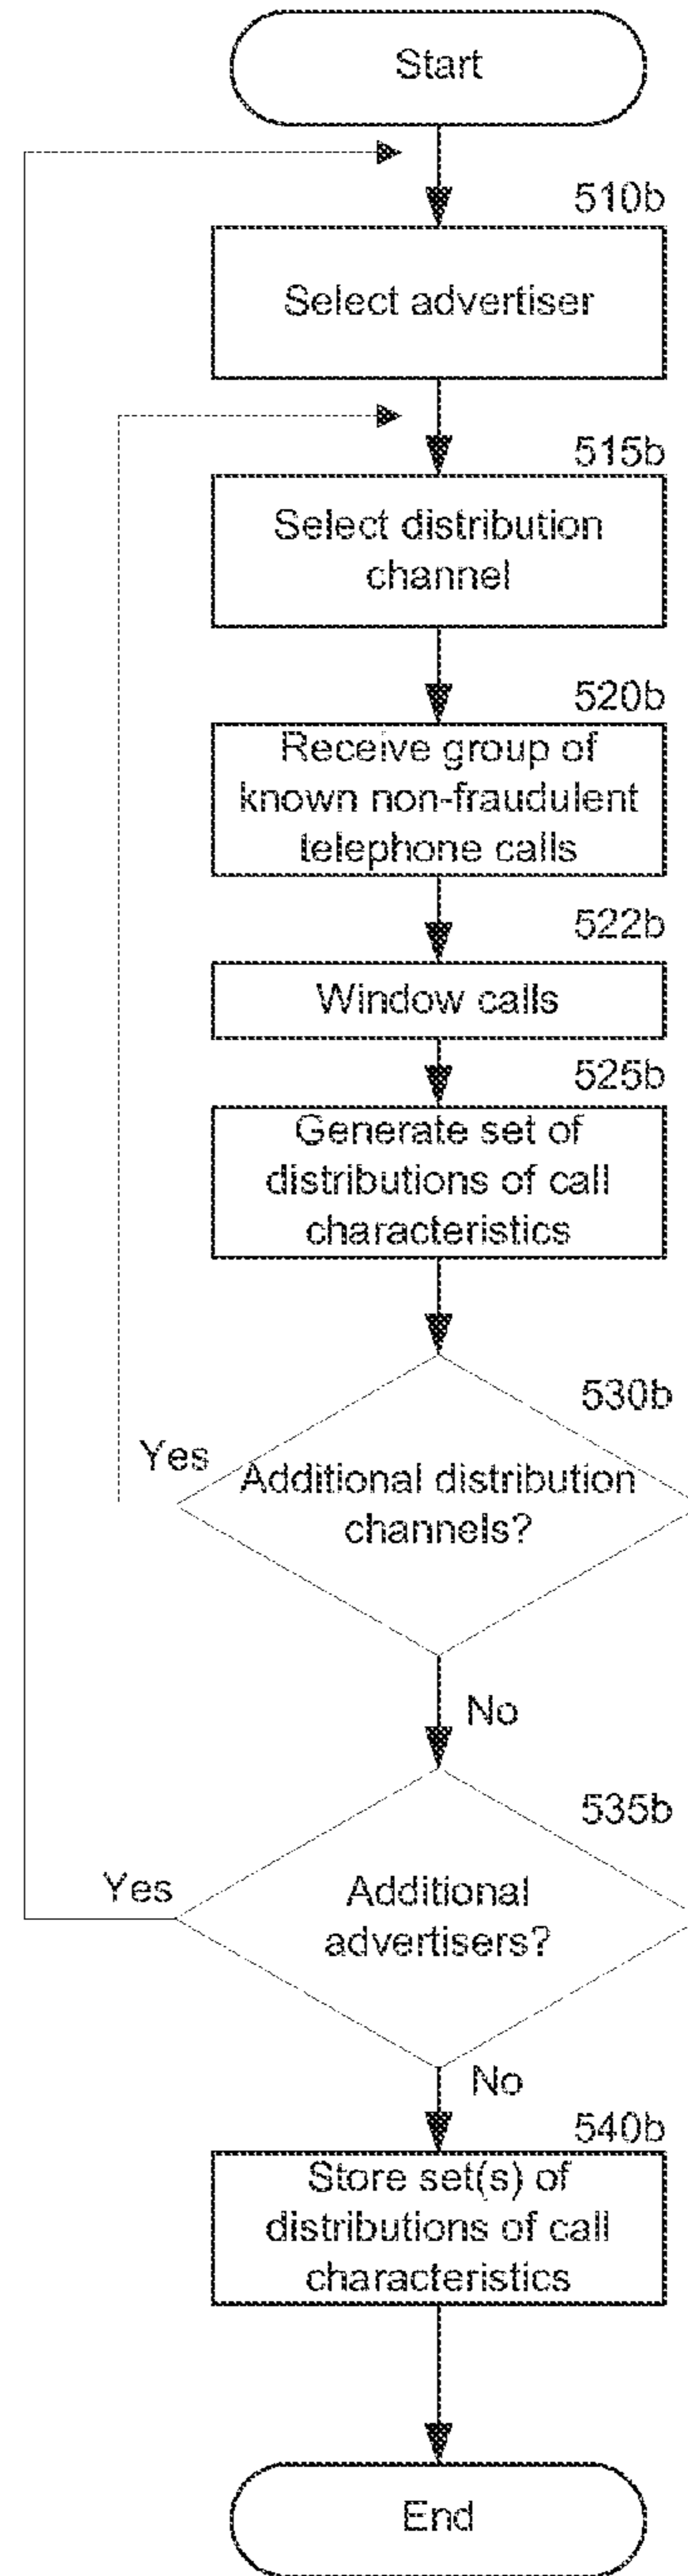 Start
510b
Select advertiser
515b
Select distribution
channel
520b
Receive group of
known non-fraudulent
telephone calls
522b
Window calls
525b
Generate set of
distributions of call
characteristics
530b
Yes
Additional distribution
channels?
No
535b
Yes
Additional
advertisers?
No
540b
Store set(s) of
distributions of call
characteristics
End